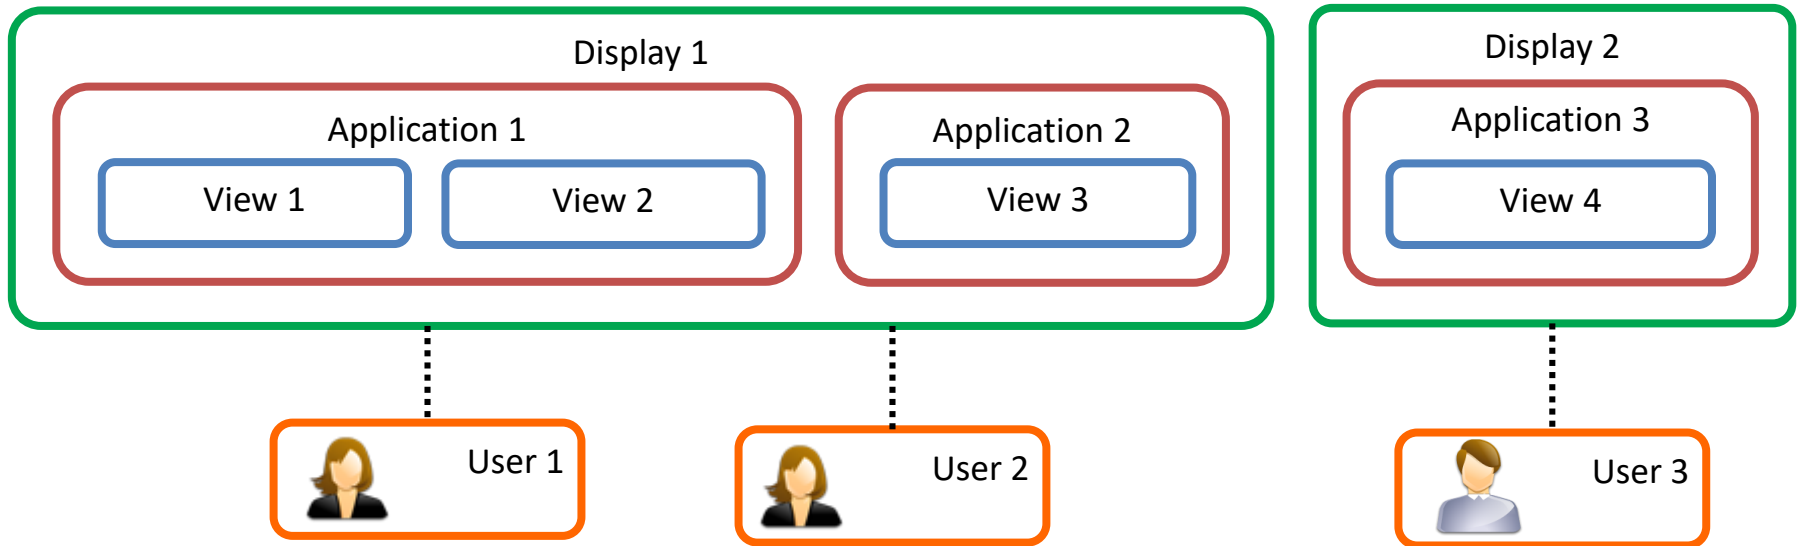 Display 1
Display 2
Application 1
Application 2
Application 3
View 1
View 2
View 3
View 4
User 1
User 2
User 3